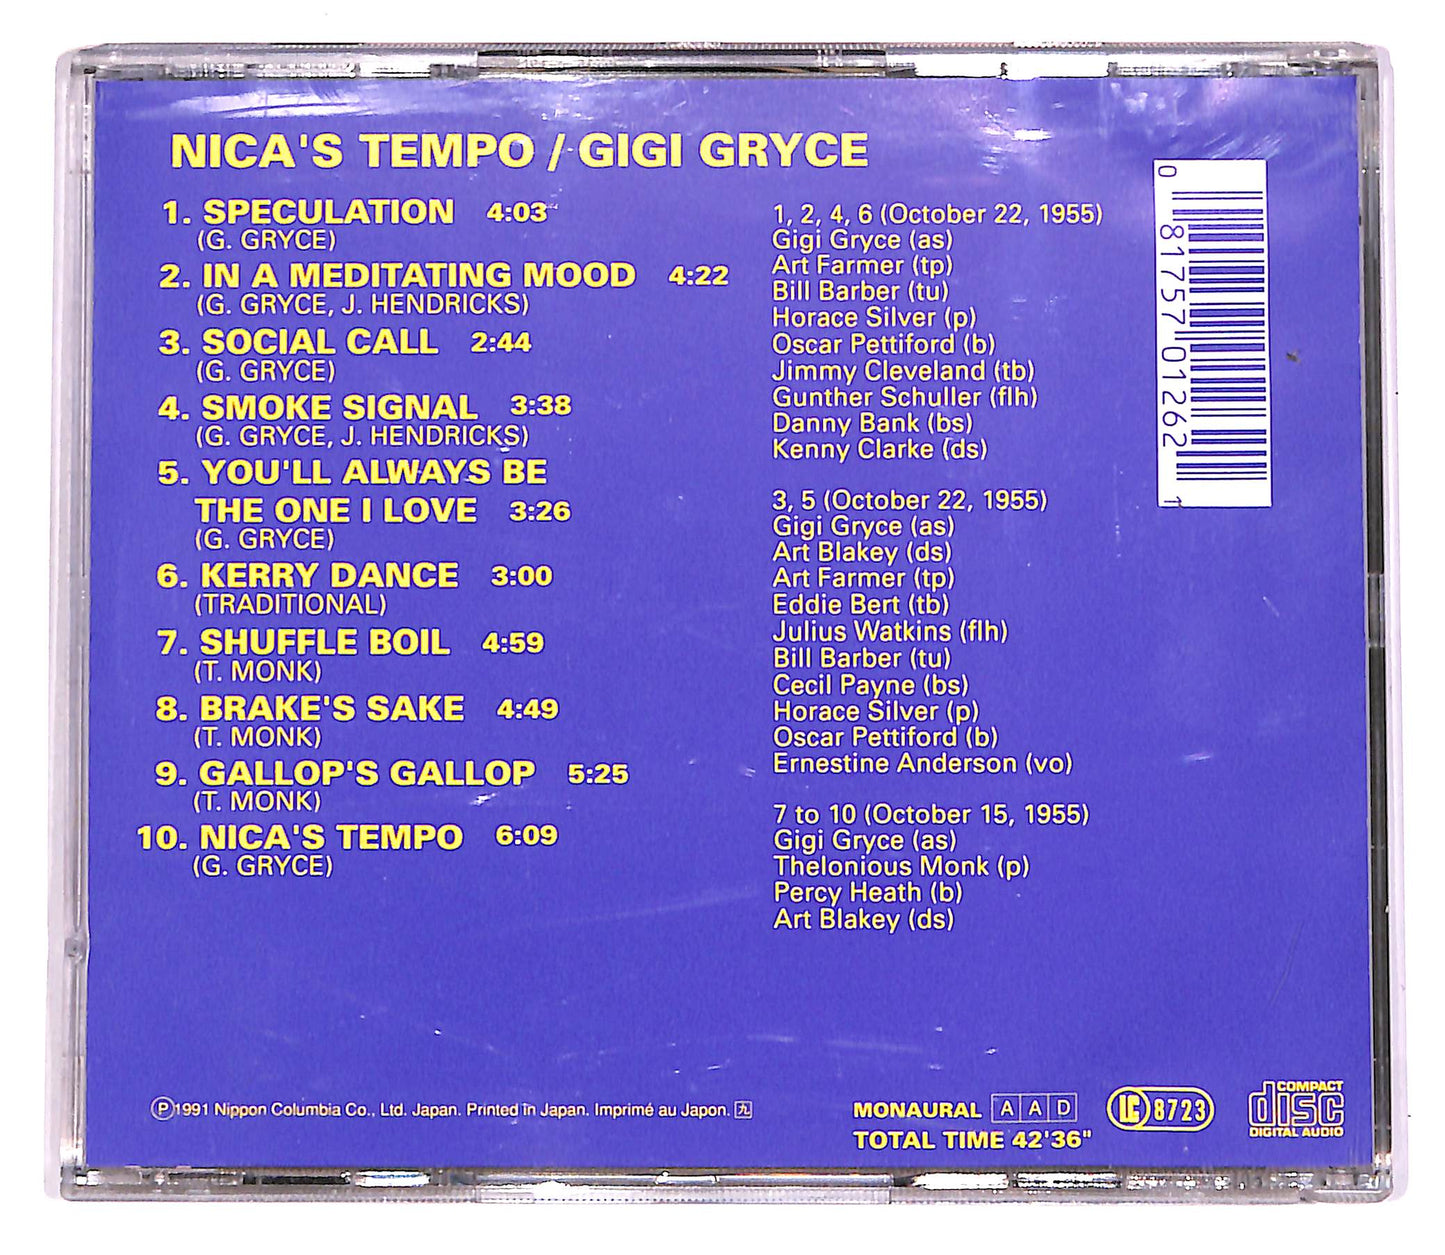 NICA'S TEMPO / GIGI GRYCE
1. SPECULATION 4:03
(G. GRYCE)
2. IN A MEDITATING MOOD 4:22
(G. GRYCE, J. HENDRICKS)
3. SOCIAL CALL 2:44
(G. GRYCE)
4. SMOKE SIGNAL 3:38
(G. GRYCE, J. HENDRICKS)
5. YOU'LL ALWAYS BE
THE ONE I LOVE 3:26
(G. GRYCE)
6. KERRY DANCE 3:00
(TRADITIONAL)
7. SHUFFLE BOIL 4:59
(T. MONK)
8. BRAKE'S SAKE 4:49
(T. MONK)
9. GALLOP'S GALLOP 5:25
(T. MONK)
10. NICA'S TEMPO 6:09
(G. GRYCE)
1, 2, 4, 6 (October 22, 1955)
Gigi Gryce (as)
Art Farmer (tp)
Bill Barber (tu)
Horace Silver (p)
Oscar Pettiford (b)
Jimmy Cleveland (tb)
Gunther Schuller (flh)
Danny Bank (bs)
Kenny Clarke (ds)
3, 5 (October 22, 1955)
Gigi Gryce (as)
Art Blakey (ds)
Art Farmer (tp)
Eddie Bert (tb)
Julius Watkins (flh)
Bill Barber (tu)
Cecil Payne (bs)
Horace Silver (p)
Oscar Pettiford (b)
Ernestine Anderson (vo)
7 to 10 (October 15, 1955)
Gigi Gryce (as)
Thelonious Monk (p)
Percy Heath (b)
Art Blakey (ds)
0 81757 01262 1
Ⓟ1991 Nippon Columbia Co., Ltd. Japan. Printed in Japan. Imprimé au Japon. 九
MONAURAL A A D
TOTAL TIME 42'36"
LC 8723
COMPACT
disc
DIGITAL AUDIO